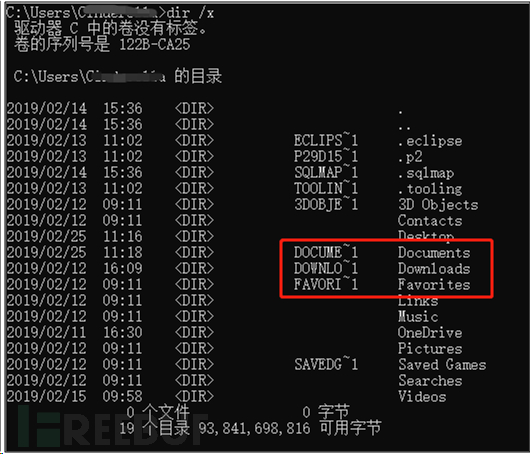 C:\Users\>dir /x
驱动器 C 中的卷没有标签。
卷的序列号是 122B-CA25
C:\Users\ 的目录
2019/02/14 15:36 <DIR> .
2019/02/14 15:36 <DIR> ..
2019/02/13 11:02 <DIR> ECLIPS~1 .eclipse
2019/02/13 11:02 <DIR> P29D15~1 .p2
2019/02/14 15:36 <DIR> SQLMAP~1 .sqlmap
2019/02/13 11:02 <DIR> TOOLIN~1 .tooling
2019/02/12 09:11 <DIR> 3DOBJE~1 3D Objects
2019/02/12 09:11 <DIR> Contacts
2019/02/25 11:16 <DIR> Desktop
2019/02/25 11:18 <DIR> DOCUME~1 Documents
2019/02/12 16:09 <DIR> DOWNLO~1 Downloads
2019/02/12 09:11 <DIR> FAVORI~1 Favorites
2019/02/12 09:11 <DIR> Links
2019/02/12 09:11 <DIR> Music
2019/02/11 16:30 <DIR> OneDrive
2019/02/12 09:11 <DIR> Pictures
2019/02/12 09:11 <DIR> SAVEDG~1 Saved Games
2019/02/12 09:11 <DIR> Searches
2019/02/15 09:58 <DIR> Videos
0 个文件 0 字节
19 个目录 93,841,698,816 可用字节
FREEBUF